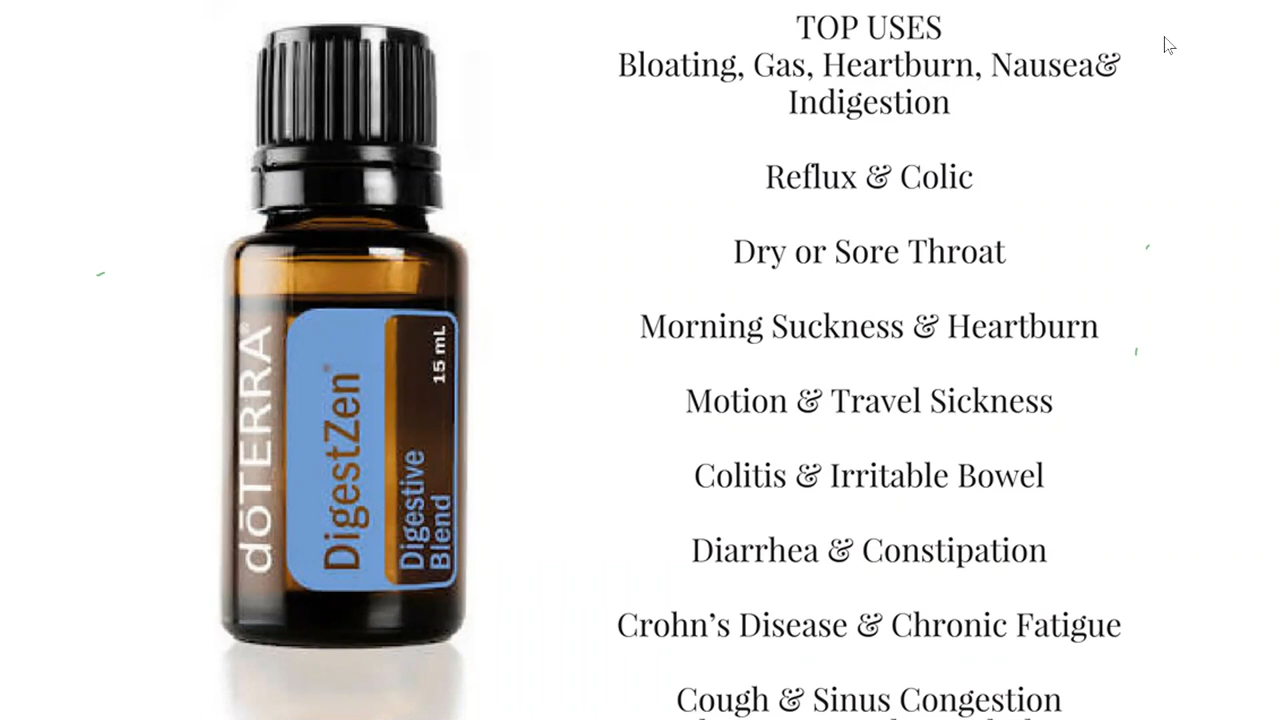 dōTERRA®
DigestZen®
Digestive
Blend
15 mL
TOP USES
Bloating, Gas, Heartburn, Nausea&
Indigestion
Reflux & Colic
Dry or Sore Throat
Morning Suckness & Heartburn
Motion & Travel Sickness
Colitis & Irritable Bowel
Diarrhea & Constipation
Crohn’s Disease & Chronic Fatigue
Cough & Sinus Congestion